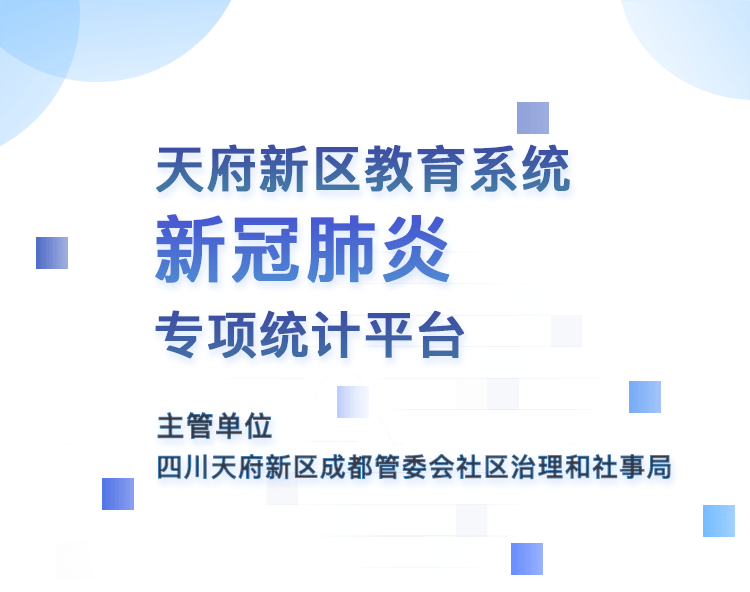 天府新区教育系统
新冠肺炎
专项统计平台
主管单位
四川天府新区成都管委会社区治理和社事局